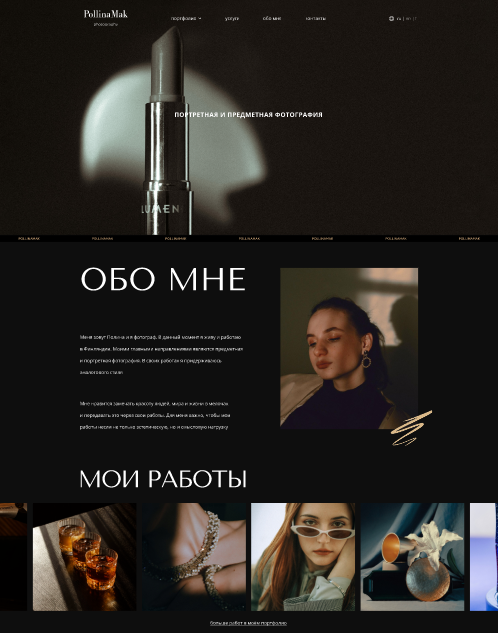 PollinaMak
photography
портфолио
услуги
обо мне
контакты
ru | en | IT
ПОРТРЕТНАЯ И ПРЕДМЕТНАЯ ФОТОГРАФИЯ
LUMEN
POLLINAMAK POLLINAMAK POLLINAMAK POLLINAMAK POLLINAMAK POLLINAMAK POLLINAMAK
ОБО МНЕ
Меня зовут Полина и я фотограф. В данный момент я живу и работаю
в Финляндии. Моими главными направлениями являются предметная
и портретная фотография. В своих работах я придерживаюсь
аналогового стиля
Мне нравится замечать красоту людей, мира и жизни в мелочах
и передавать это через свои работы. Для меня важно, чтобы мои
работы несли не только эстетическую, но и смысловую нагрузку
МОИ РАБОТЫ
больше работ в моем портфолио